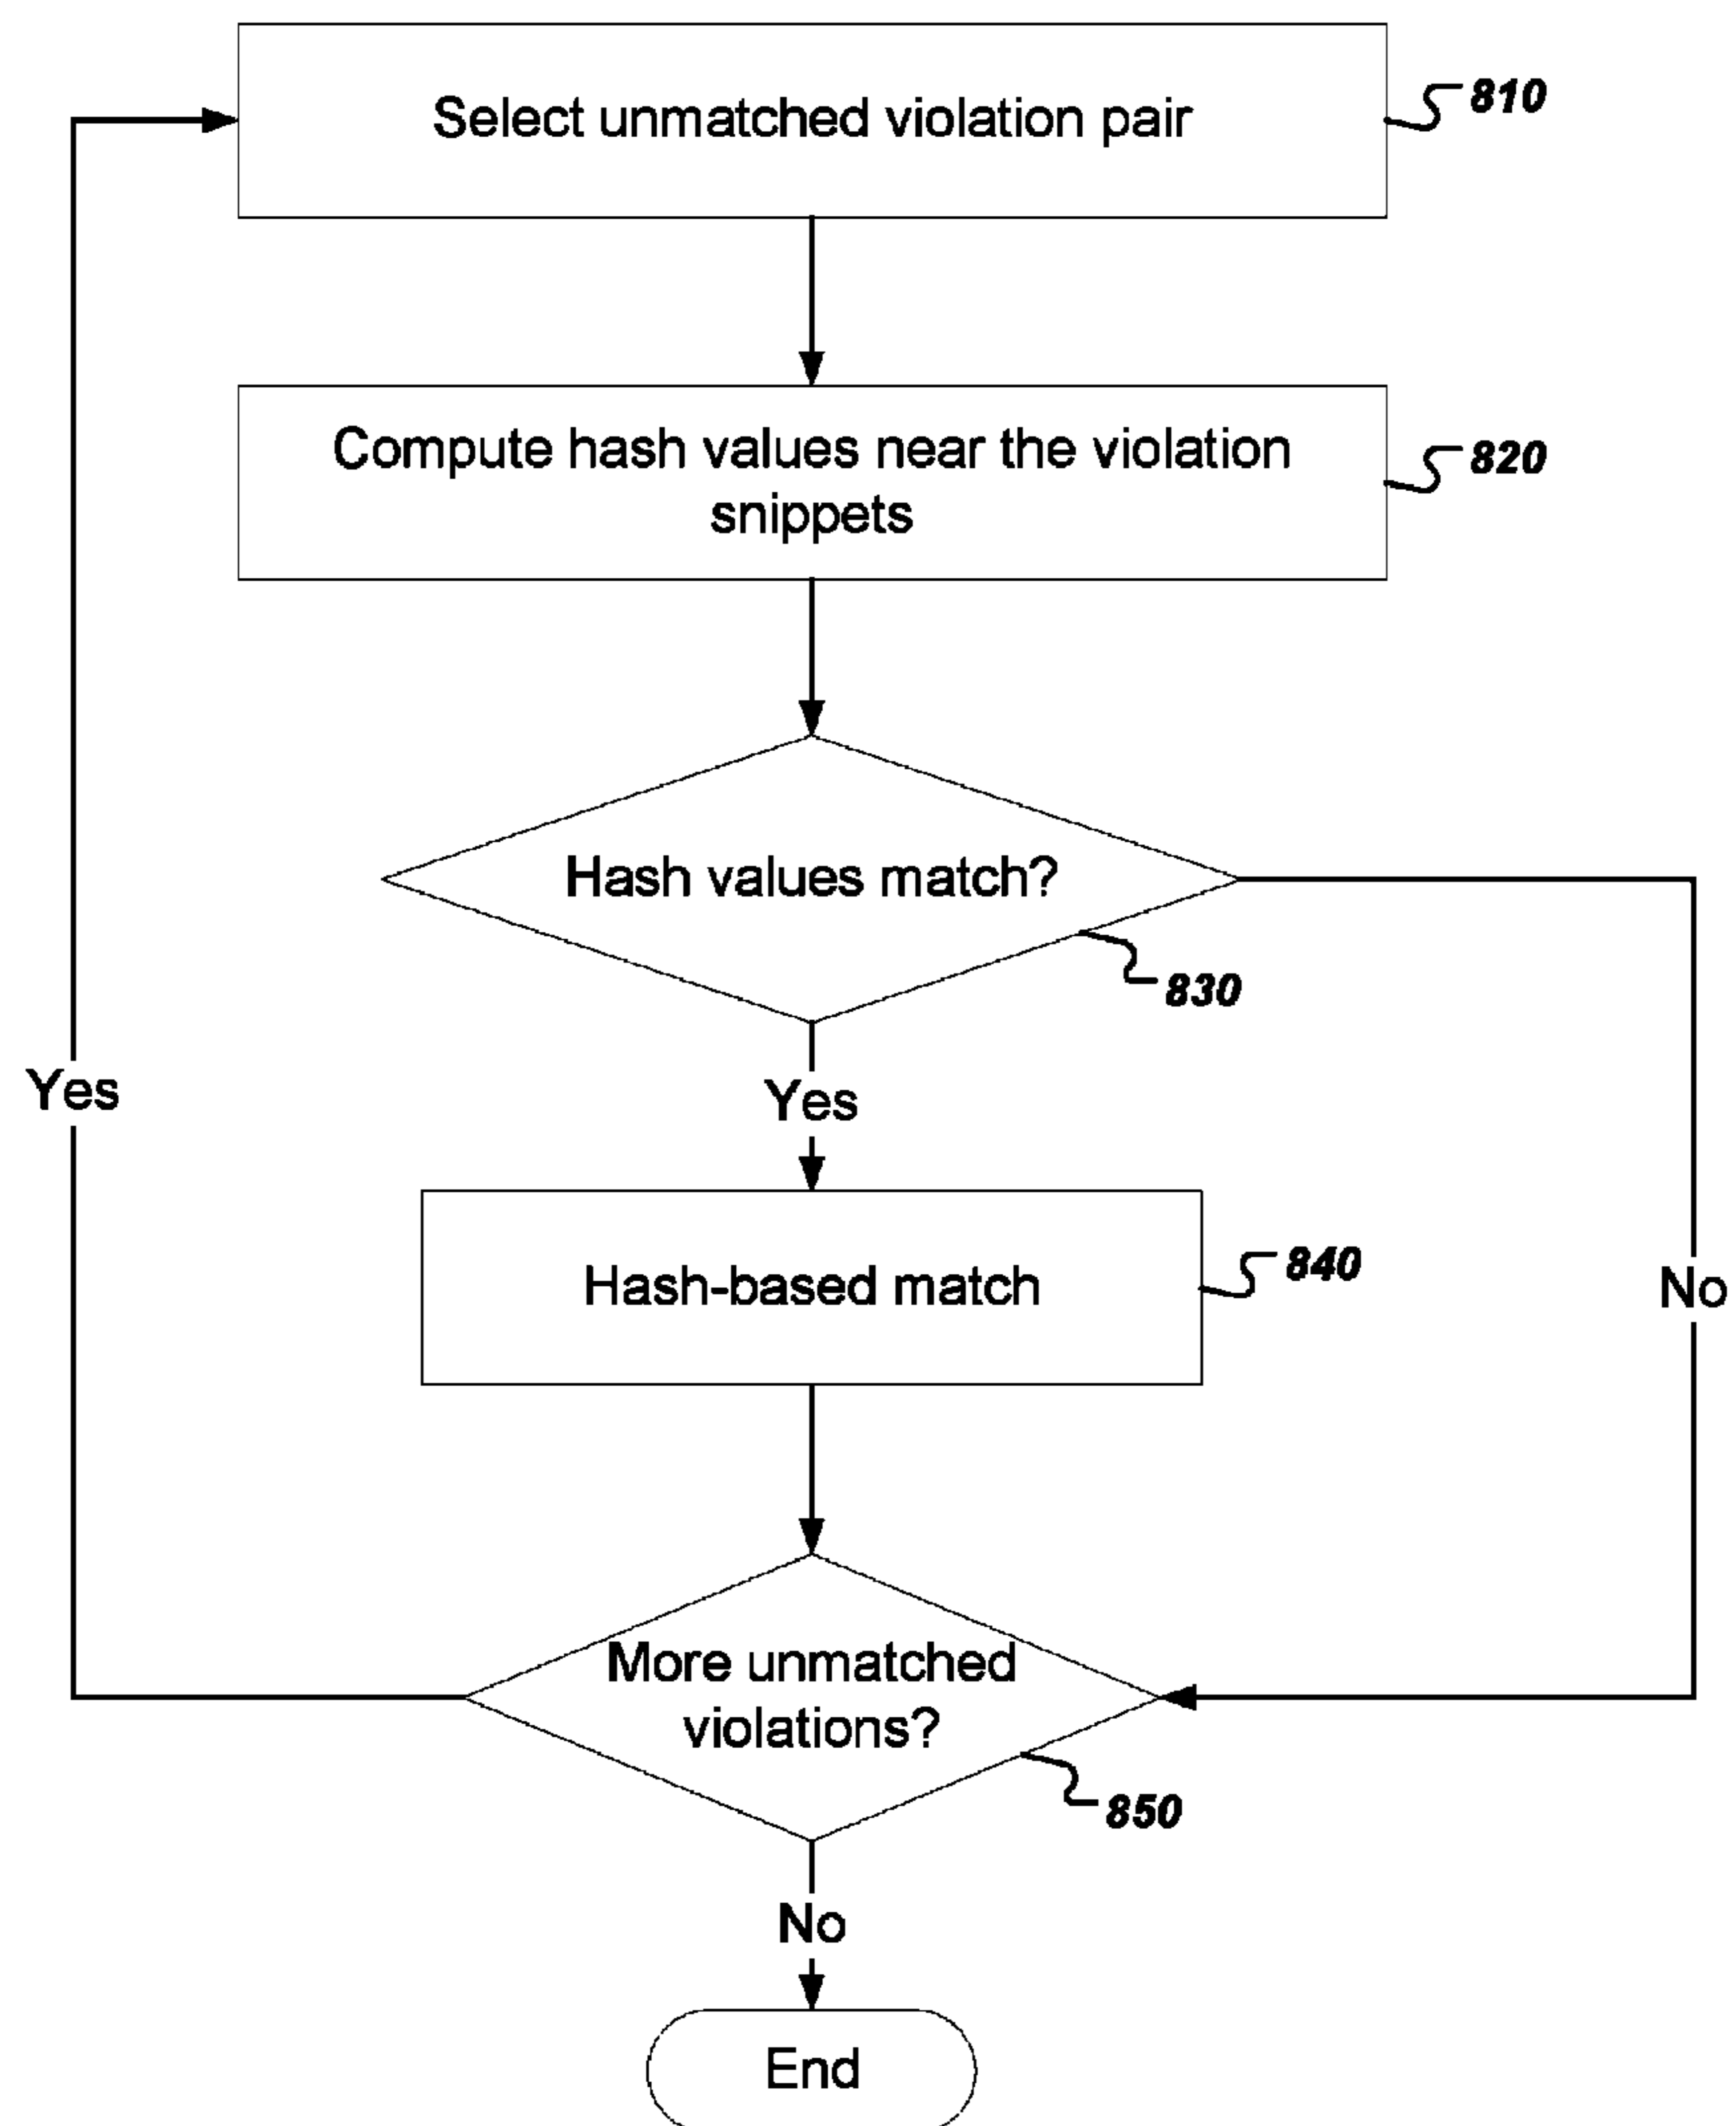 Select unmatched violation pair
810
Compute hash values near the violation
snippets
820
Hash values match?
830
Yes
Yes
Hash-based match
840
No
More unmatched
violations?
850
No
End